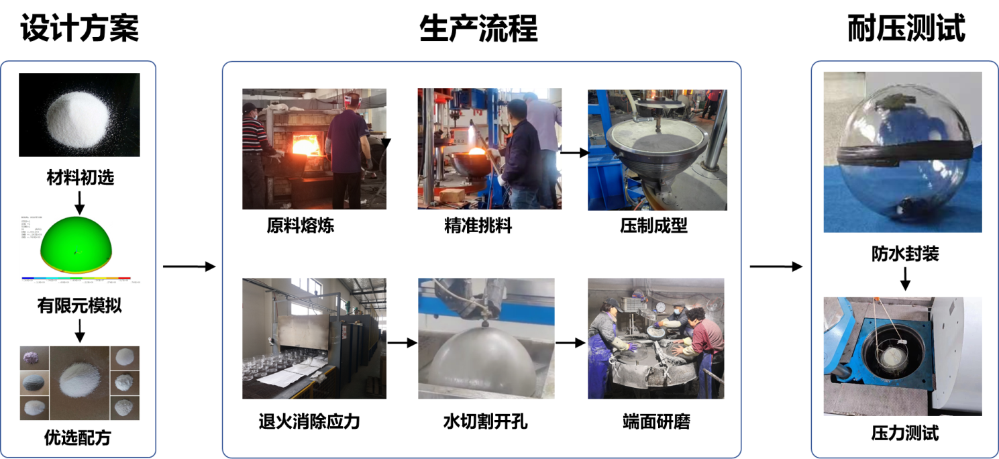 设计方案
生产流程
耐压测试
材料初选
有限元模拟
优选配方
原料熔炼
精准挑料
压制成型
退火消除应力
水切割开孔
端面研磨
防水封装
压力测试